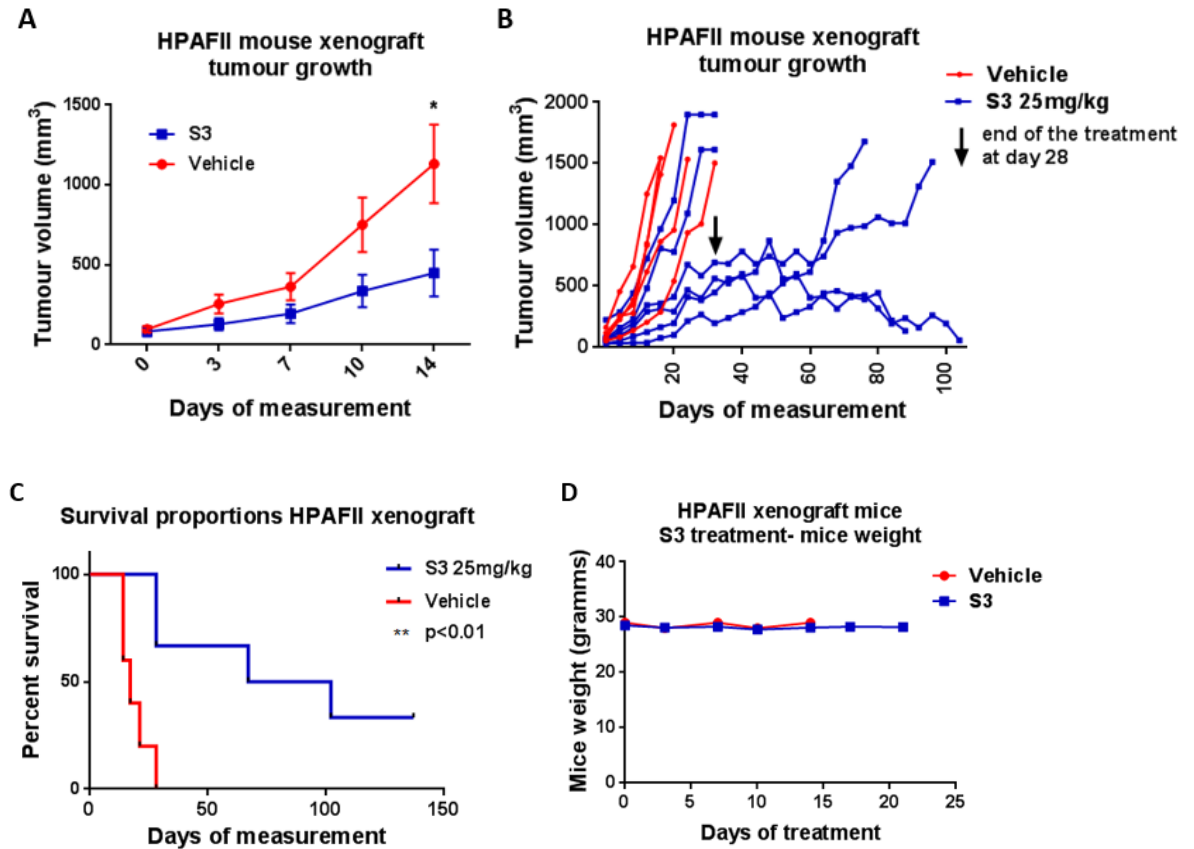 A
HPAFII mouse xenograft
tumour growth
Tumour volume (mm³)
1500
1000
500
0
S3
Vehicle
*
0
3
7
10
14
Days of measurement
B
HPAFII mouse xenograft
tumour growth
Tumour volume (mm³)
2000
1500
1000
500
0
20
40
60
80
100
Days of measurement
Vehicle
S3 25mg/kg
end of the treatment
at day 28
C
Survival proportions HPAFII xenograft
Percent survival
100
50
0
0
50
100
150
Days of measurement
S3 25mg/kg
Vehicle
** p<0.01
D
HPAFII xenograft mice
S3 treatment- mice weight
Mice weight (gramms)
40
30
20
10
0
0
5
10
15
20
25
Days of treatment
Vehicle
S3